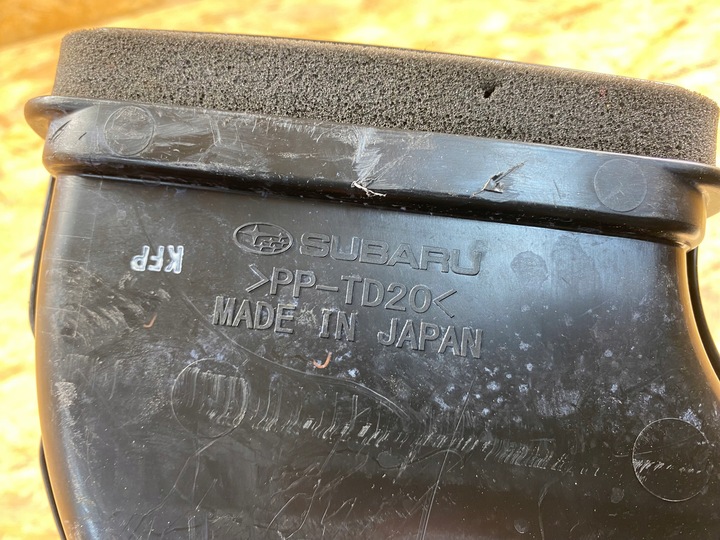 SUBARU
>PP-TD20<
MADE IN JAPAN
KFP